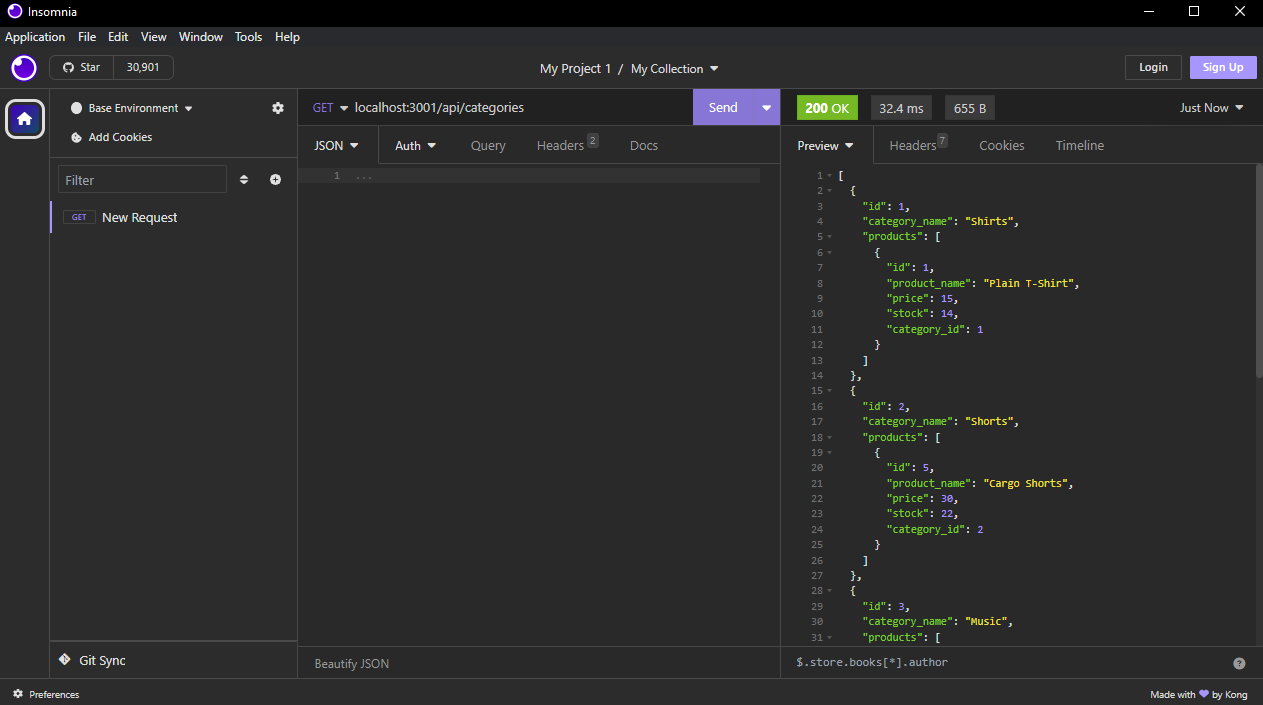 Insomnia
Application File Edit View Window Tools Help
Star 30,901
My Project 1 / My Collection
Login Sign Up
Base Environment
Add Cookies
Filter
GET New Request
Git Sync
GET localhost:3001/api/categories Send
JSON Auth Query Headers 2 Docs
1 ...
Beautify JSON
200 OK 32.4 ms 655 B Just Now
Preview Headers 7 Cookies Timeline
1 [
2 {
3 "id": 1,
4 "category_name": "Shirts",
5 "products": [
6 {
7 "id": 1,
8 "product_name": "Plain T-Shirt",
9 "price": 15,
10 "stock": 14,
11 "category_id": 1
12 }
13 ]
14 },
15 {
16 "id": 2,
17 "category_name": "Shorts",
18 "products": [
19 {
20 "id": 5,
21 "product_name": "Cargo Shorts",
22 "price": 30,
23 "stock": 22,
24 "category_id": 2
25 }
26 ]
27 },
28 {
29 "id": 3,
30 "category_name": "Music",
31 "products": [
$.store.books[*].author ?
Preferences
Made with 💜 by Kong